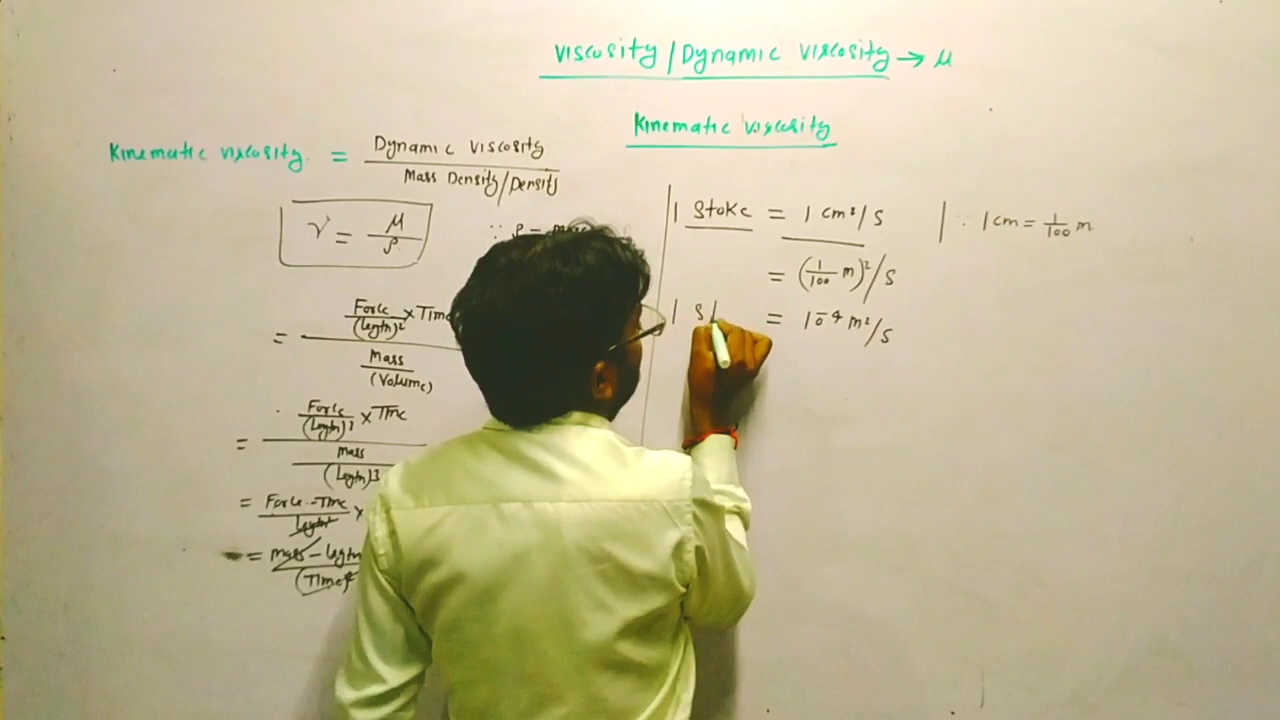 Viscosity / Dynamic Viscosity → μ
Kinematic viscosity
Kinematic viscosity. = Dynamic Viscosity / Mass Density/Density
ν = μ / ρ
∵ ρ =
= Force / (Length)² × Time
Mass / (Volume)
= Force / (Length)² × Time
Mass / (Length)3
= Force - Time / Length² ×
= Mass - Length / (Time)²
1 Stoke = 1 cm²/s
∵ 1 cm = 1/100 m
= (1/100 m)²/s
1 St = 10⁻⁴ m²/s